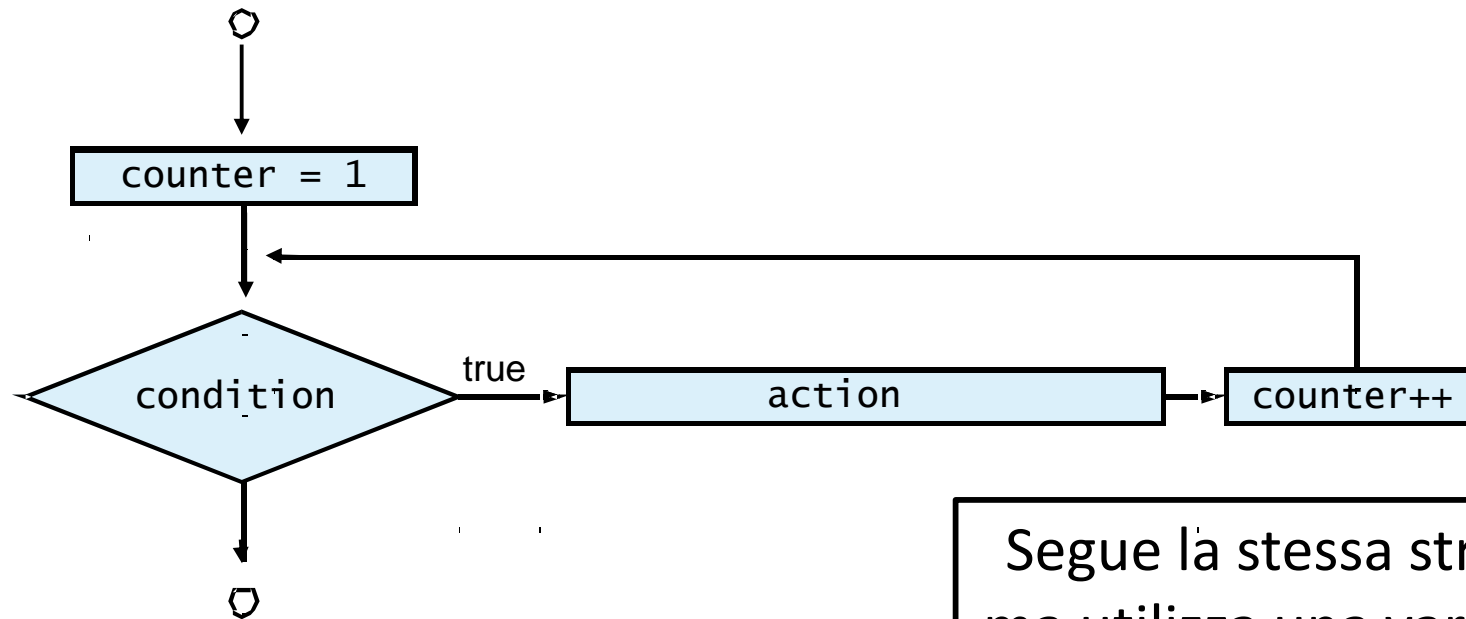 counter = 1
true
condition
action
counter++
Segue la stessa